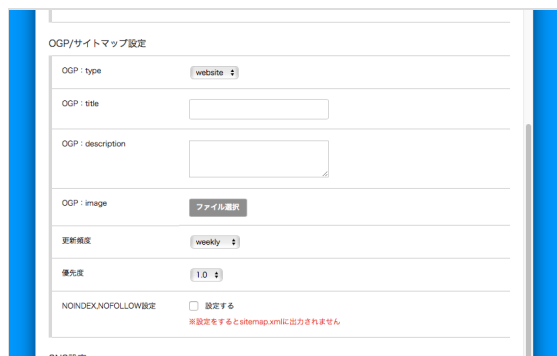 OGP/サイトマップ設定
OGP：type
website
OGP：title
OGP：description
OGP：image
ファイル選択
更新頻度
weekly
優先度
1.0
NOINDEX,NOFOLLOW設定
設定する
※設定をするとsitemap.xmlに出力されません